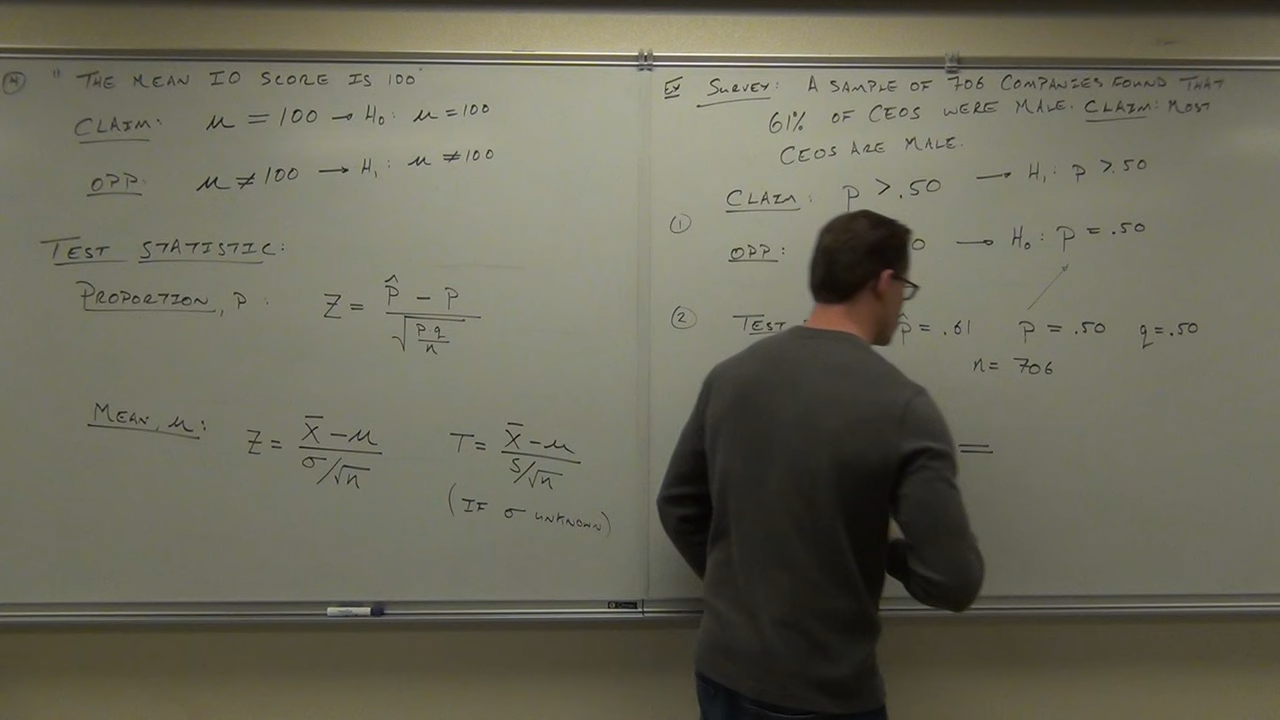 ④ " THE MEAN IQ SCORE IS 100"
CLAIM: μ = 100 → H₀: μ = 100
OPP: μ ≠ 100 → H₁: μ ≠ 100
TEST STATISTIC:
PROPORTION, P: Z = (p̂ - p) / √(pq/n)
MEAN, μ: Z = (x̄ - μ) / (σ/√n) T = (x̄ - μ) / (s/√n)
(IF σ UNKNOWN)
EX SURVEY: A SAMPLE OF 706 COMPANIES FOUND THAT
61% OF CEOS WERE MALE. CLAIM: MOST
CEOS ARE MALE.
CLAIM: P > .50 → H₁: P > .50
①
OPP: 0 → H₀: P = .50
② TEST p̂ = .61 P = .50 q = .50
n = 706
=